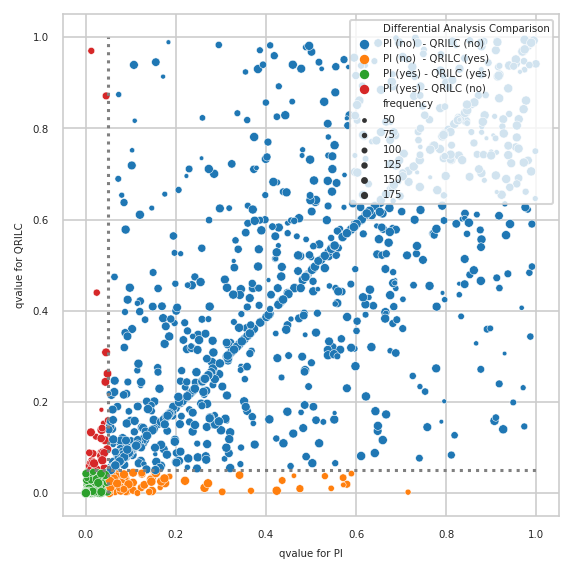 Differential Analysis Comparison
PI (no)  - QRILC (no)
PI (no)  - QRILC (yes)
PI (yes) - QRILC (yes)
PI (yes) - QRILC (no)
frequency
50
75
100
125
150
175
1.0
0.8
0.6
0.4
0.2
0.0
qvalue for QRILC
0.0 0.2 0.4 0.6 0.8 1.0
qvalue for PI